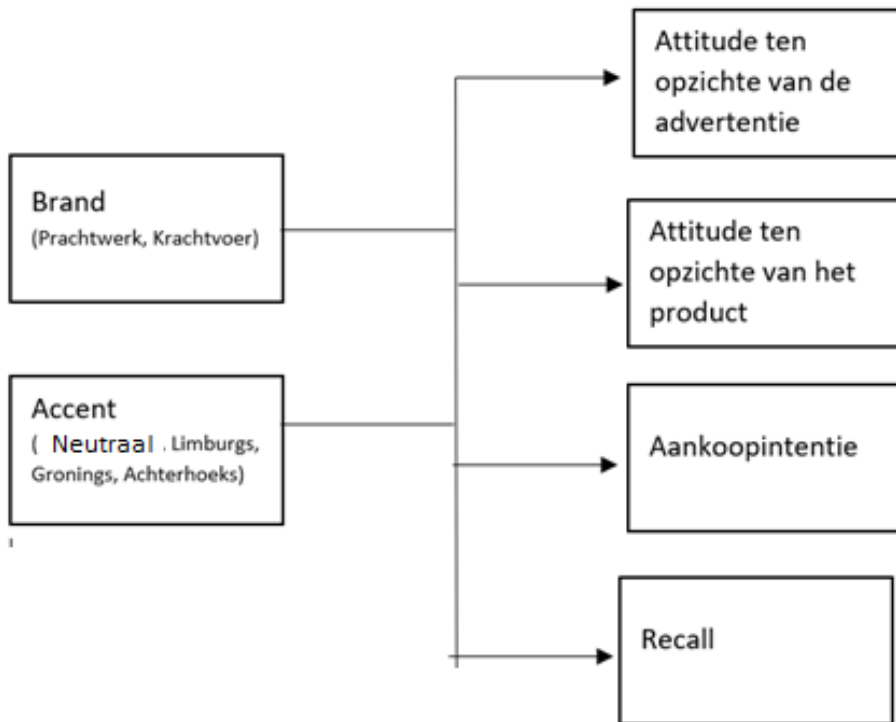 Attitude ten
opzichte van de
advertentie
Brand
(Prachtwerk, Krachtvoer)
Attitude ten
opzichte van het
product
Accent
( Neutraal . Limburgs,
Gronings, Achterhoeks)
Aankoopintentie
Recall